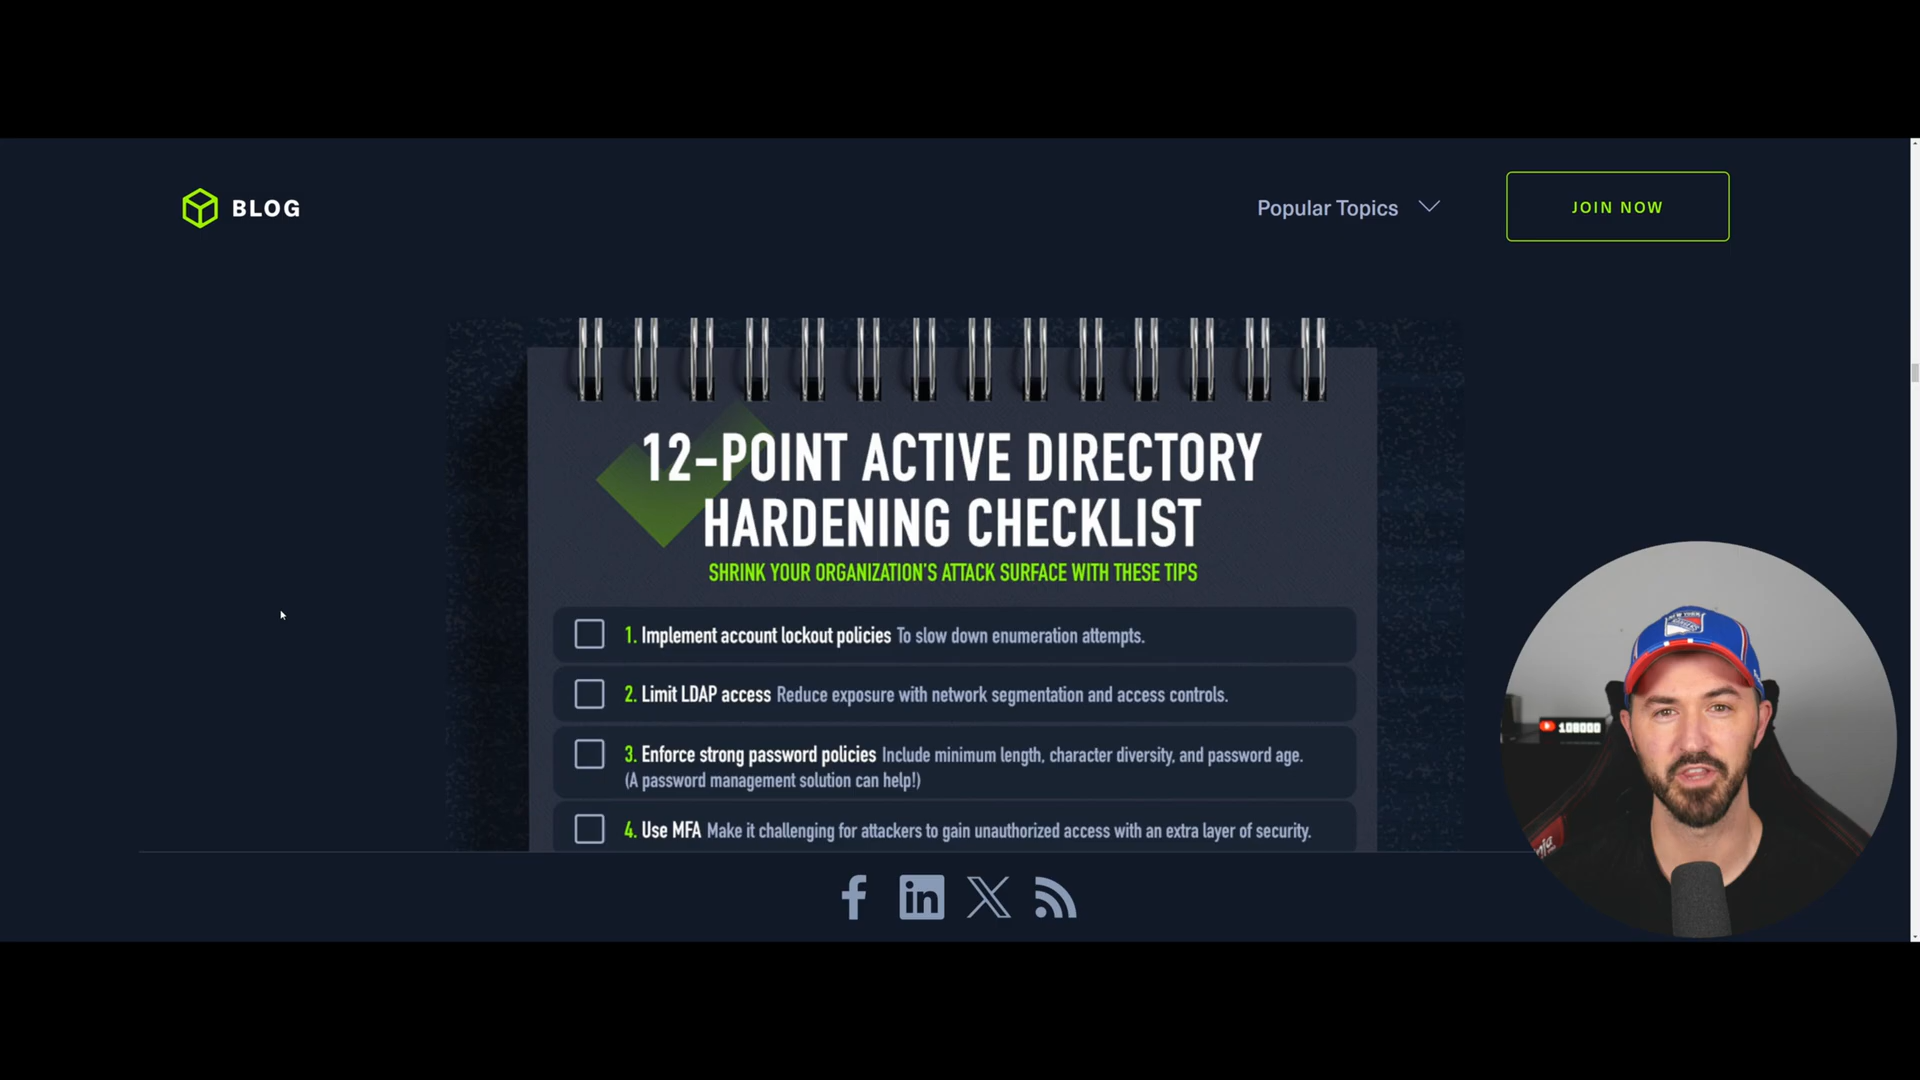 BLOG
Popular Topics
JOIN NOW
12-POINT ACTIVE DIRECTORY
HARDENING CHECKLIST
SHRINK YOUR ORGANIZATION'S ATTACK SURFACE WITH THESE TIPS
1. Implement account lockout policies To slow down enumeration attempts.
2. Limit LDAP access Reduce exposure with network segmentation and access controls.
3. Enforce strong password policies Include minimum length, character diversity, and password age.
(A password management solution can help!)
4. Use MFA Make it challenging for attackers to gain unauthorized access with an extra layer of security.
NEW YORK
RANGERS
108000